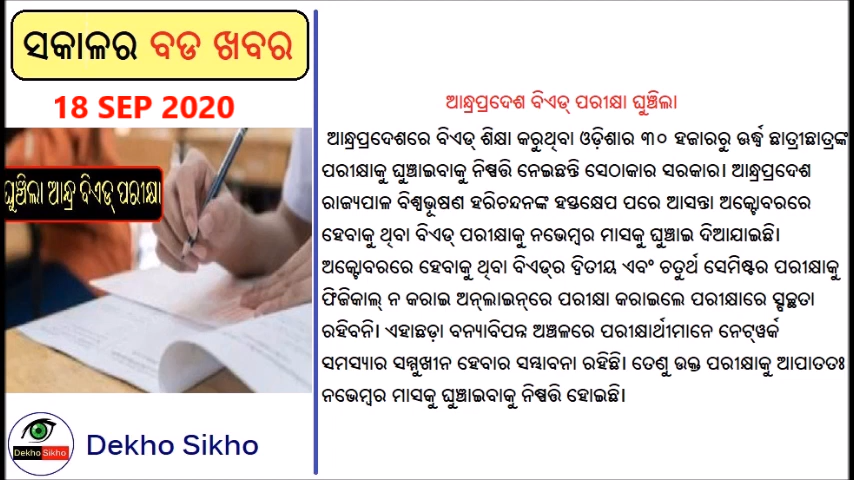 ସକାଳର ବଡ ଖବର
18 SEP 2020
ଘୁଞ୍ଚିଲା ଆନ୍ଧ୍ର ବିଏଡ୍ ପରୀକ୍ଷା
Dekho Sikho
Dekho Sikho
ଆନ୍ଧ୍ରପ୍ରଦେଶ ବିଏଡ୍ ପରୀକ୍ଷା ଘୁଞ୍ଚିଲା
ଆନ୍ଧ୍ରପ୍ରଦେଶରେ ବିଏଡ୍ ଶିକ୍ଷା କରୁଥିବା ଓଡ଼ିଶାର ୩୦ ହଜାରରୁ ଊର୍ଦ୍ଧ୍ୱ ଛାତ୍ରୀଛାତ୍ରଙ୍କ
ପରୀକ୍ଷାକୁ ଘୁଞ୍ଚାଇବାକୁ ନିଷ୍ପତ୍ତି ନେଇଛନ୍ତି ସେଠାକାର ସରକାର। ଆନ୍ଧ୍ରପ୍ରଦେଶ
ରାଜ୍ୟପାଳ ବିଶ୍ୱଭୂଷଣ ହରିଚନ୍ଦନଙ୍କ ହସ୍ତକ୍ଷେପ ପରେ ଆସନ୍ତା ଅକ୍ଟୋବରରେ
ହେବାକୁ ଥିବା ବିଏଡ୍ ପରୀକ୍ଷାକୁ ନଭେମ୍ବର ମାସକୁ ଘୁଞ୍ଚାଇ ଦିଆଯାଇଛି।
ଅକ୍ଟୋବରରେ ହେବାକୁ ଥିବା ବିଏଡ୍‌ର ଦ୍ୱିତୀୟ ଏବଂ ଚତୁର୍ଥ ସେମିଷ୍ଟର ପରୀକ୍ଷାକୁ
ଫିଜିକାଲ୍ ନ କରାଇ ଅନ୍‌ଲାଇନ୍‌ରେ ପରୀକ୍ଷା କରାଇଲେ ପରୀକ୍ଷାରେ ସ୍ୱଚ୍ଛତା
ରହିବନି। ଏହାଛଡ଼ା ବନ୍ୟାବିପନ୍ନ ଅଞ୍ଚଳରେ ପରୀକ୍ଷାର୍ଥୀମାନେ ନେଟ୍‌ୱର୍କ
ସମସ୍ୟାର ସମ୍ମୁଖୀନ ହେବାର ସମ୍ଭାବନା ରହିଛି। ତେଣୁ ଉକ୍ତ ପରୀକ୍ଷାକୁ ଆପାତତଃ
ନଭେମ୍ବର ମାସକୁ ଘୁଞ୍ଚାଇବାକୁ ନିଷ୍ପତ୍ତି ହୋଇଛି।